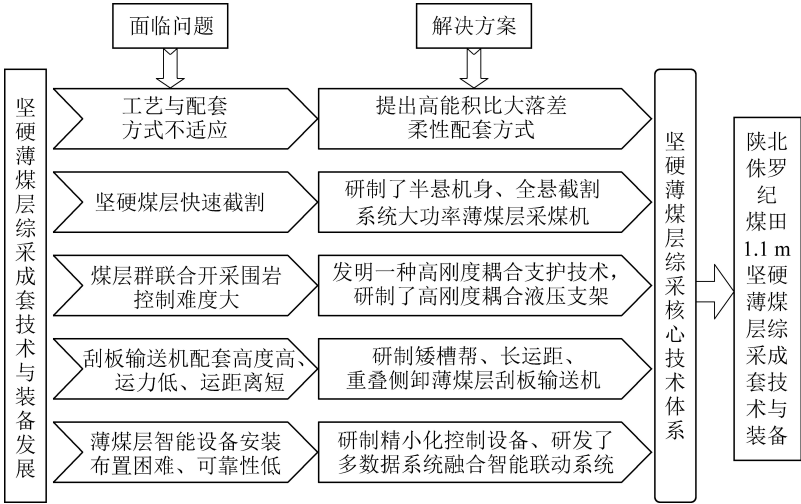 面临问题
解决方案
坚硬薄煤层综采成套技术与装备发展
工艺与配套
方式不适应
提出高能积比大落差
柔性配套方式
坚硬煤层快速截割
研制了半悬机身、全悬截割
系统大功率薄煤层采煤机
煤层群联合开采围岩
控制难度大
发明一种高刚度耦合支护技术，
研制了高刚度耦合液压支架
刮板输送机配套高度高、
运力低、运距离短
研制矮槽帮、长运距、
重叠侧卸薄煤层刮板输送机
薄煤层智能设备安装
布置困难、可靠性低
研制精小化控制设备、研发了
多数据系统融合智能联动系统
坚硬薄煤层综采核心技术体系
陕北
侏罗
纪
煤田
1.1 m
坚硬
薄煤
层综
采成
套技
术与
装备